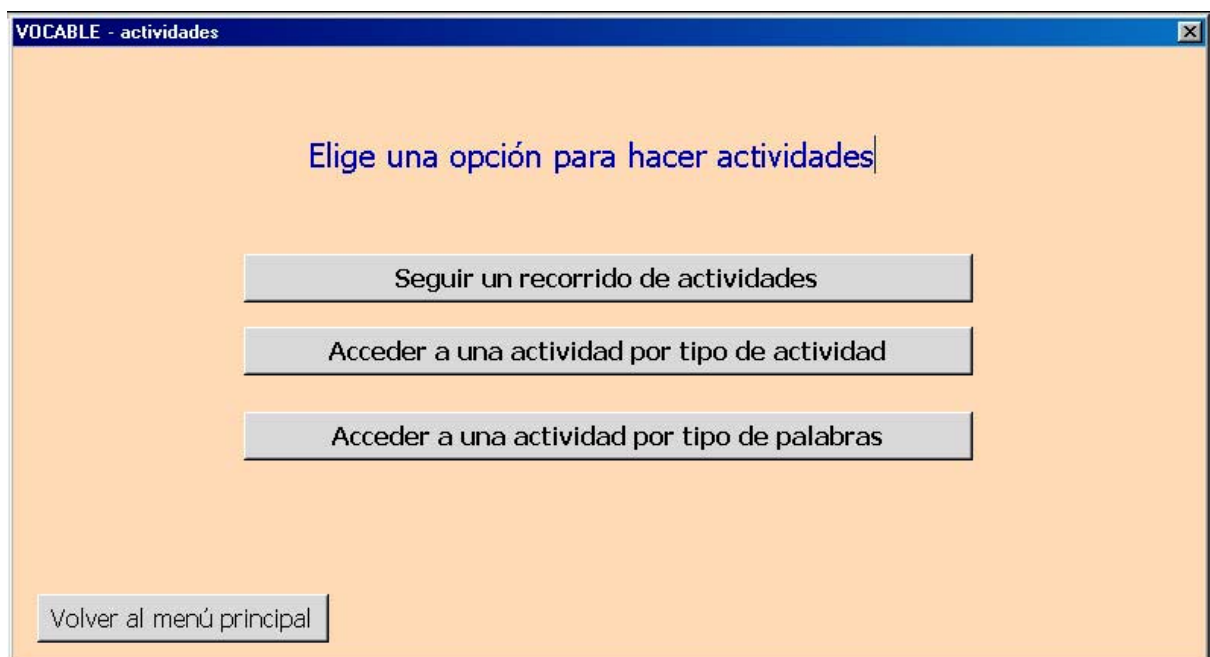 VOCABLE - actividades
Elige una opción para hacer actividades
Seguir un recorrido de actividades
Acceder a una actividad por tipo de actividad
Acceder a una actividad por tipo de palabras
Volver al menú principal